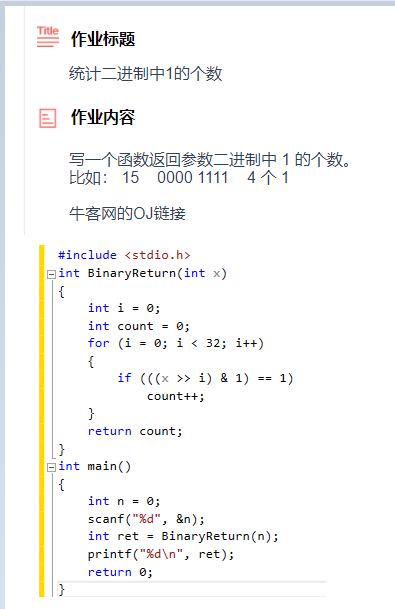 Title 作业标题
统计二进制中1的个数
作业内容
写一个函数返回参数二进制中 1 的个数。
比如： 15    0000 1111    4 个 1
牛客网的OJ链接
#include <stdio.h>
int BinaryReturn(int x)
{
    int i = 0;
    int count = 0;
    for (i = 0; i < 32; i++)
    {
        if (((x >> i) & 1) == 1)
            count++;
    }
    return count;
}
int main()
{
    int n = 0;
    scanf("%d", &n);
    int ret = BinaryReturn(n);
    printf("%d\n", ret);
    return 0;
}